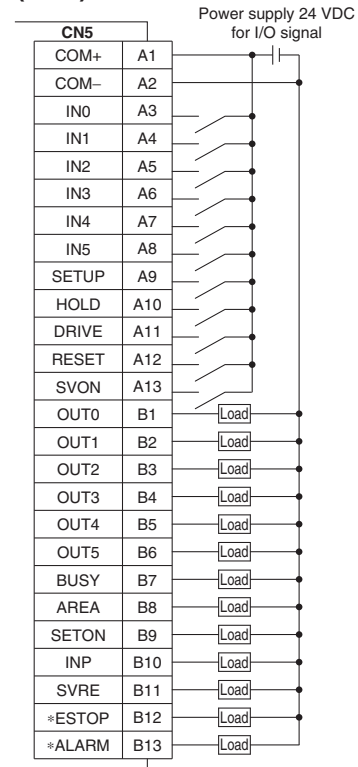 Power supply 24 VDC
for I/O signal
CN5
COM+ A1
COM− A2
IN0 A3
IN1 A4
IN2 A5
IN3 A6
IN4 A7
IN5 A8
SETUP A9
HOLD A10
DRIVE A11
RESET A12
SVON A13
OUT0 B1 Load
OUT1 B2 Load
OUT2 B3 Load
OUT3 B4 Load
OUT4 B5 Load
OUT5 B6 Load
BUSY B7 Load
AREA B8 Load
SETON B9 Load
INP B10 Load
SVRE B11 Load
*ESTOP B12 Load
*ALARM B13 Load